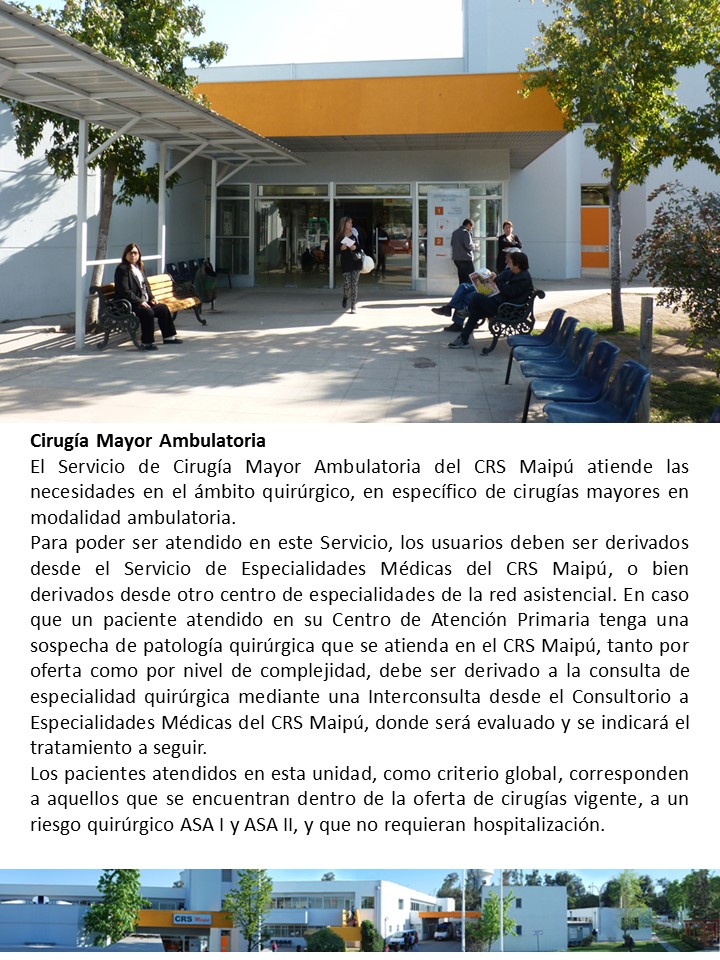 1
2
Cirugía Mayor Ambulatoria
El Servicio de Cirugía Mayor Ambulatoria del CRS Maipú atiende las
necesidades en el ámbito quirúrgico, en específico de cirugías mayores en
modalidad ambulatoria.
Para poder ser atendido en este Servicio, los usuarios deben ser derivados
desde el Servicio de Especialidades Médicas del CRS Maipú, o bien
derivados desde otro centro de especialidades de la red asistencial. En caso
que un paciente atendido en su Centro de Atención Primaria tenga una
sospecha de patología quirúrgica que se atienda en el CRS Maipú, tanto por
oferta como por nivel de complejidad, debe ser derivado a la consulta de
especialidad quirúrgica mediante una Interconsulta desde el Consultorio a
Especialidades Médicas del CRS Maipú, donde será evaluado y se indicará el
tratamiento a seguir.
Los pacientes atendidos en esta unidad, como criterio global, corresponden
a aquellos que se encuentran dentro de la oferta de cirugías vigente, a un
riesgo quirúrgico ASA I y ASA II, y que no requieran hospitalización.
CRS Maipú